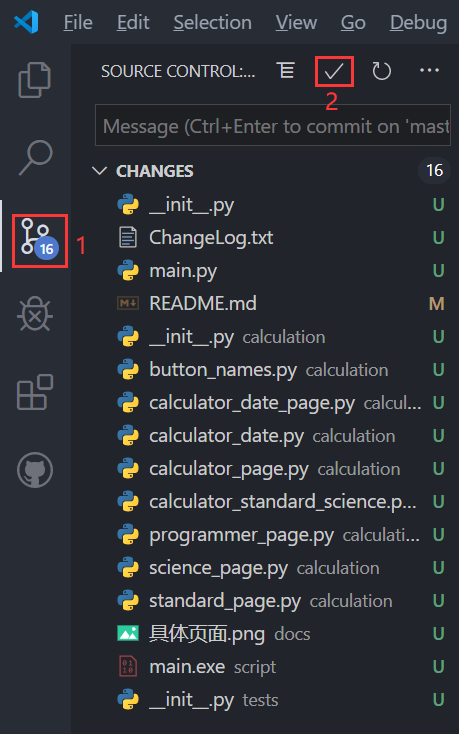 File Edit Selection View Go Debug
SOURCE CONTROL:...
2
Message (Ctrl+Enter to commit on 'mast
CHANGES 16
__init__.py U
ChangeLog.txt U
16 1
main.py U
README.md M
__init__.py calculation U
button_names.py calculation U
calculator_date_page.py calcul... U
calculator_date.py calculation U
calculator_page.py calculation U
calculator_standard_science.p... U
programmer_page.py calculati... U
science_page.py calculation U
standard_page.py calculation U
具体页面.png docs U
main.exe script U
__init__.py tests U